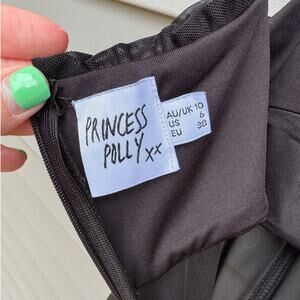 PRINCESS
POLLY xx
AU/UK 10
US 6
EU 38